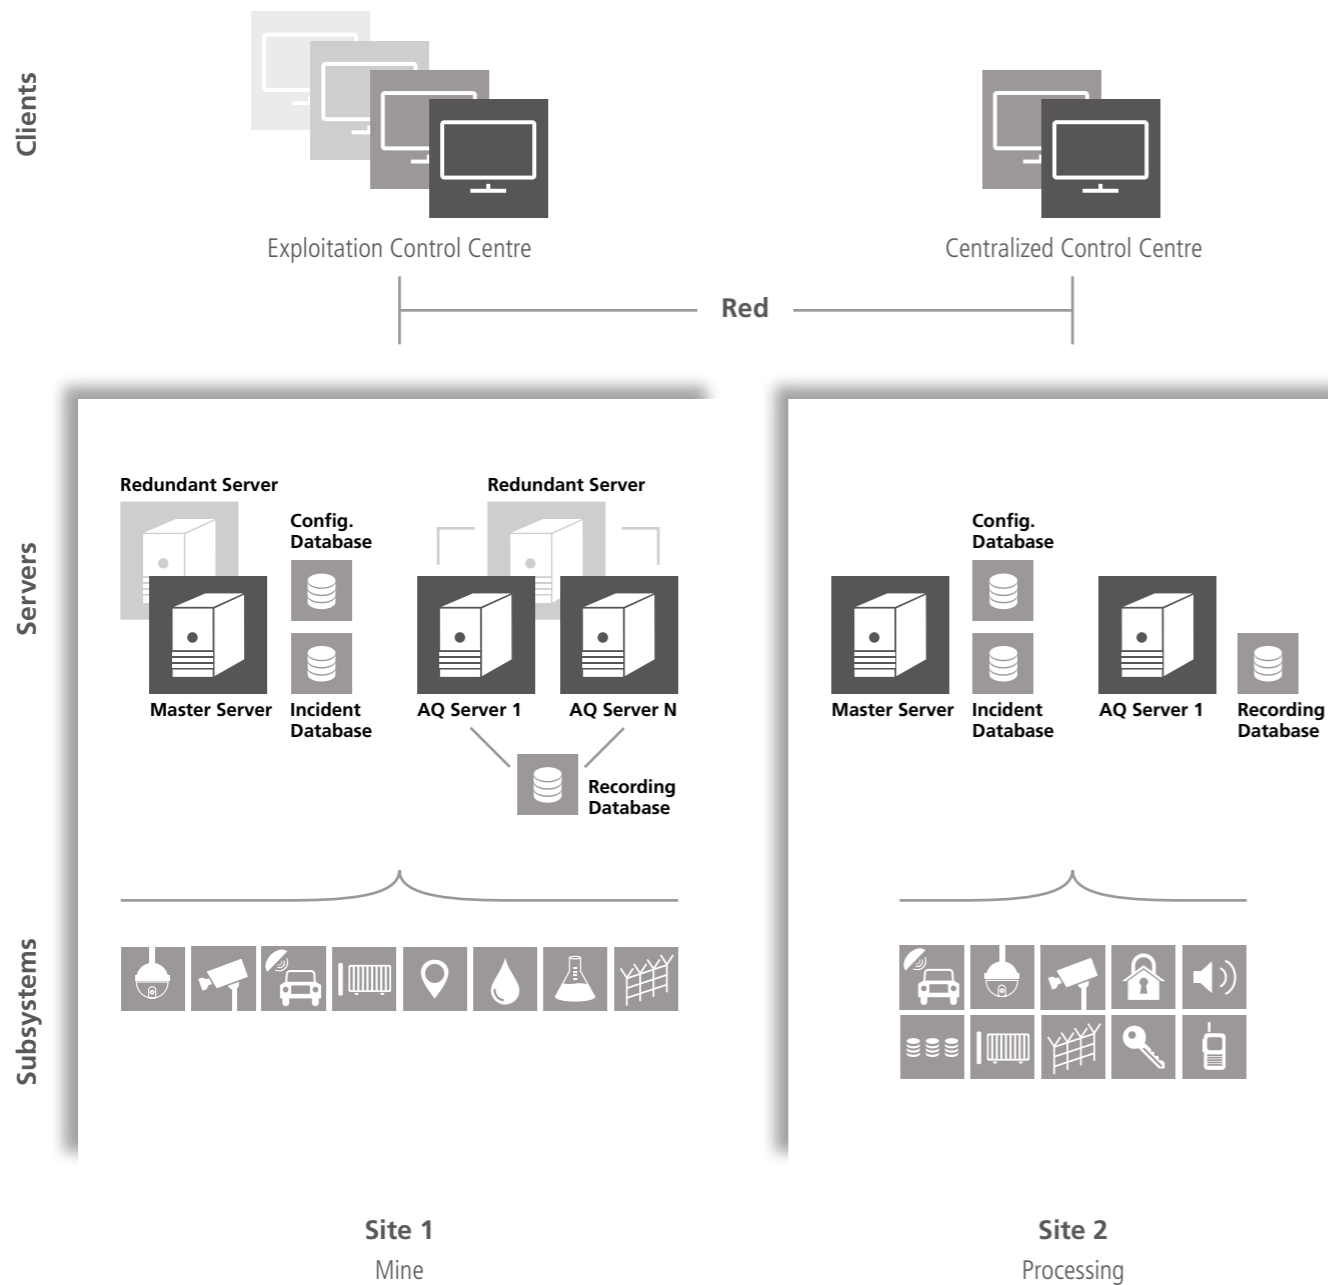 Clients
Exploitation Control Centre
Centralized Control Centre
Red
Servers
Redundant Server
Config.
Database
Master Server
Incident
Database
Redundant Server
AQ Server 1
AQ Server N
Recording
Database
Config.
Database
Master Server
Incident
Database
AQ Server 1
Recording
Database
Subsystems
Site 1
Mine
Site 2
Processing